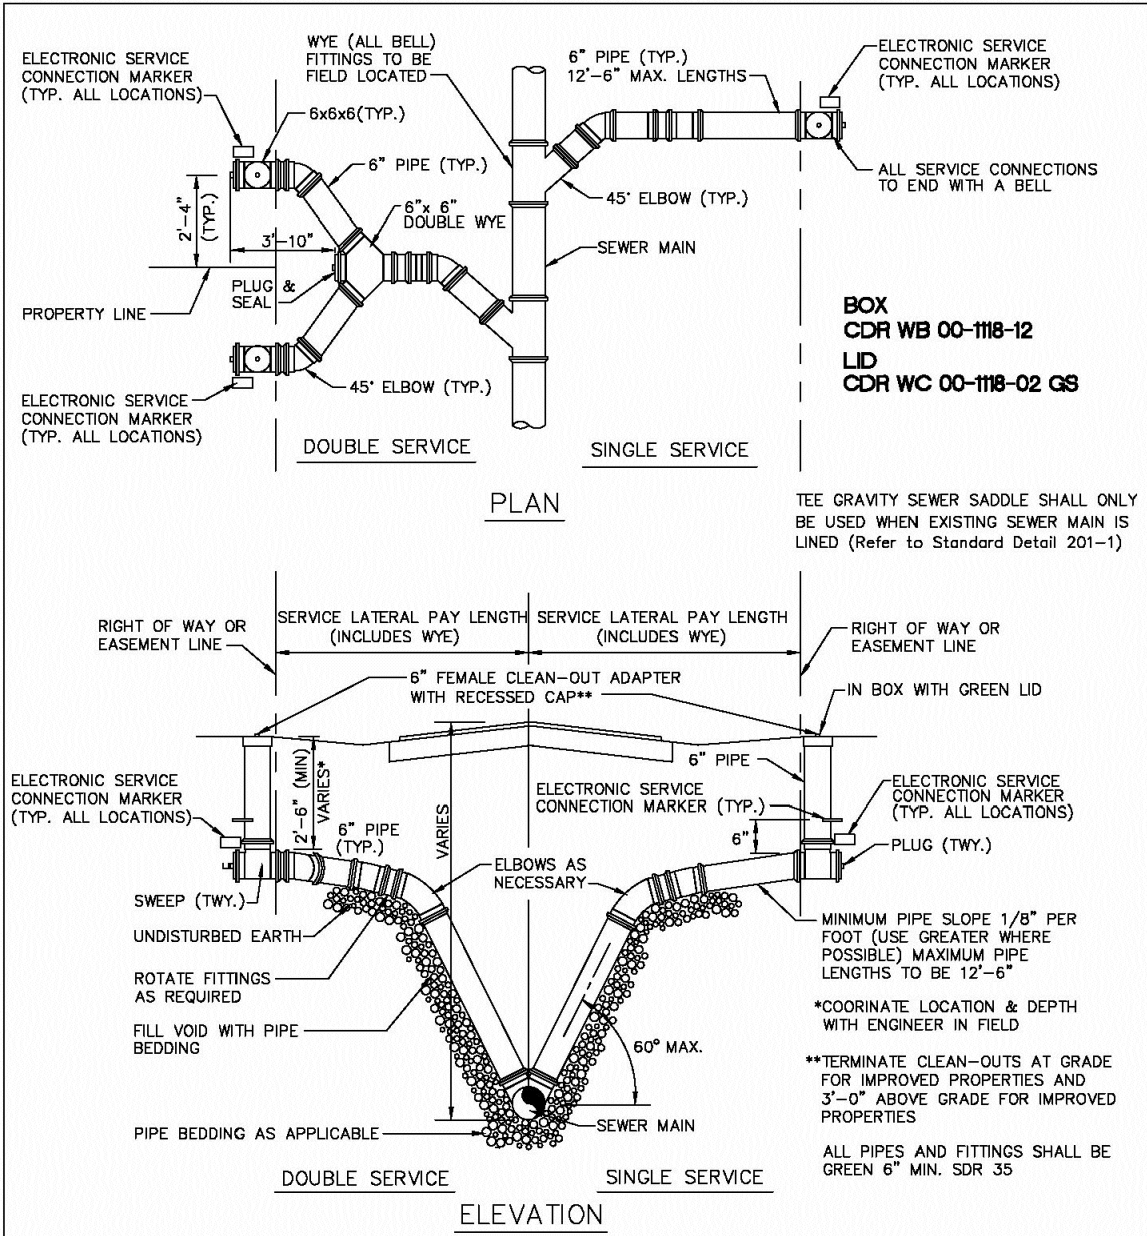 ELECTRONIC SERVICE
CONNECTION MARKER
(TYP. ALL LOCATIONS)
WYE (ALL BELL)
FITTINGS TO BE
FIELD LOCATED
6" PIPE (TYP.)
12'-6" MAX. LENGTHS
ELECTRONIC SERVICE
CONNECTION MARKER
(TYP. ALL LOCATIONS)
6x6x6(TYP.)
6" PIPE (TYP.)
ALL SERVICE CONNECTIONS
TO END WITH A BELL
2'-4"
(TYP.)
6"x 6"
DOUBLE WYE
45° ELBOW (TYP.)
3'-10"
SEWER MAIN
PLUG &
SEAL
PROPERTY LINE
BOX
CDR WB 00-1118-12
LID
CDR WC 00-1118-02 GS
45° ELBOW (TYP.)
ELECTRONIC SERVICE
CONNECTION MARKER
(TYP. ALL LOCATIONS)
DOUBLE SERVICE
SINGLE SERVICE
PLAN
TEE GRAVITY SEWER SADDLE SHALL ONLY
BE USED WHEN EXISTING SEWER MAIN IS
LINED (Refer to Standard Detail 201-1)
RIGHT OF WAY OR
EASEMENT LINE
SERVICE LATERAL PAY LENGTH
(INCLUDES WYE)
SERVICE LATERAL PAY LENGTH
(INCLUDES WYE)
RIGHT OF WAY OR
EASEMENT LINE
6" FEMALE CLEAN-OUT ADAPTER
WITH RECESSED CAP**
IN BOX WITH GREEN LID
2'-6" (MIN)
VARIES*
VARIES
6" PIPE
ELECTRONIC SERVICE
CONNECTION MARKER
(TYP. ALL LOCATIONS)
ELECTRONIC SERVICE
CONNECTION MARKER (TYP.)
ELECTRONIC SERVICE
CONNECTION MARKER
(TYP. ALL LOCATIONS)
6" PIPE
(TYP.)
6"
PLUG (TWY.)
ELBOWS AS
NECESSARY
SWEEP (TWY.)
UNDISTURBED EARTH
MINIMUM PIPE SLOPE 1/8" PER
FOOT (USE GREATER WHERE
POSSIBLE) MAXIMUM PIPE
LENGTHS TO BE 12'-6"
ROTATE FITTINGS
AS REQUIRED
*COORINATE LOCATION & DEPTH
WITH ENGINEER IN FIELD
FILL VOID WITH PIPE
BEDDING
60° MAX.
**TERMINATE CLEAN-OUTS AT GRADE
FOR IMPROVED PROPERTIES AND
3'-0" ABOVE GRADE FOR IMPROVED
PROPERTIES
SEWER MAIN
PIPE BEDDING AS APPLICABLE
ALL PIPES AND FITTINGS SHALL BE
GREEN 6" MIN. SDR 35
DOUBLE SERVICE
SINGLE SERVICE
ELEVATION